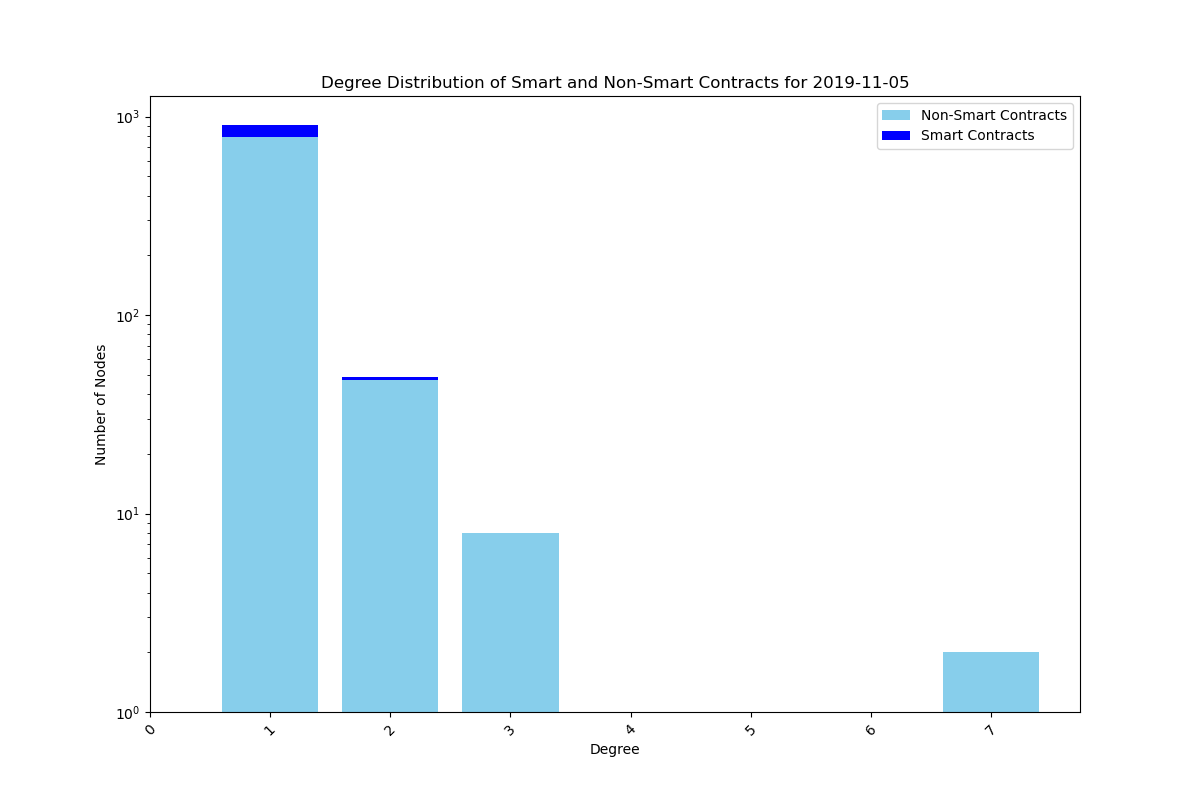 Degree Distribution of Smart and Non-Smart Contracts for 2019-11-05
Non-Smart Contracts
Smart Contracts
Number of Nodes
10³
10²
10¹
10⁰
0 1 2 3 4 5 6 7
Degree